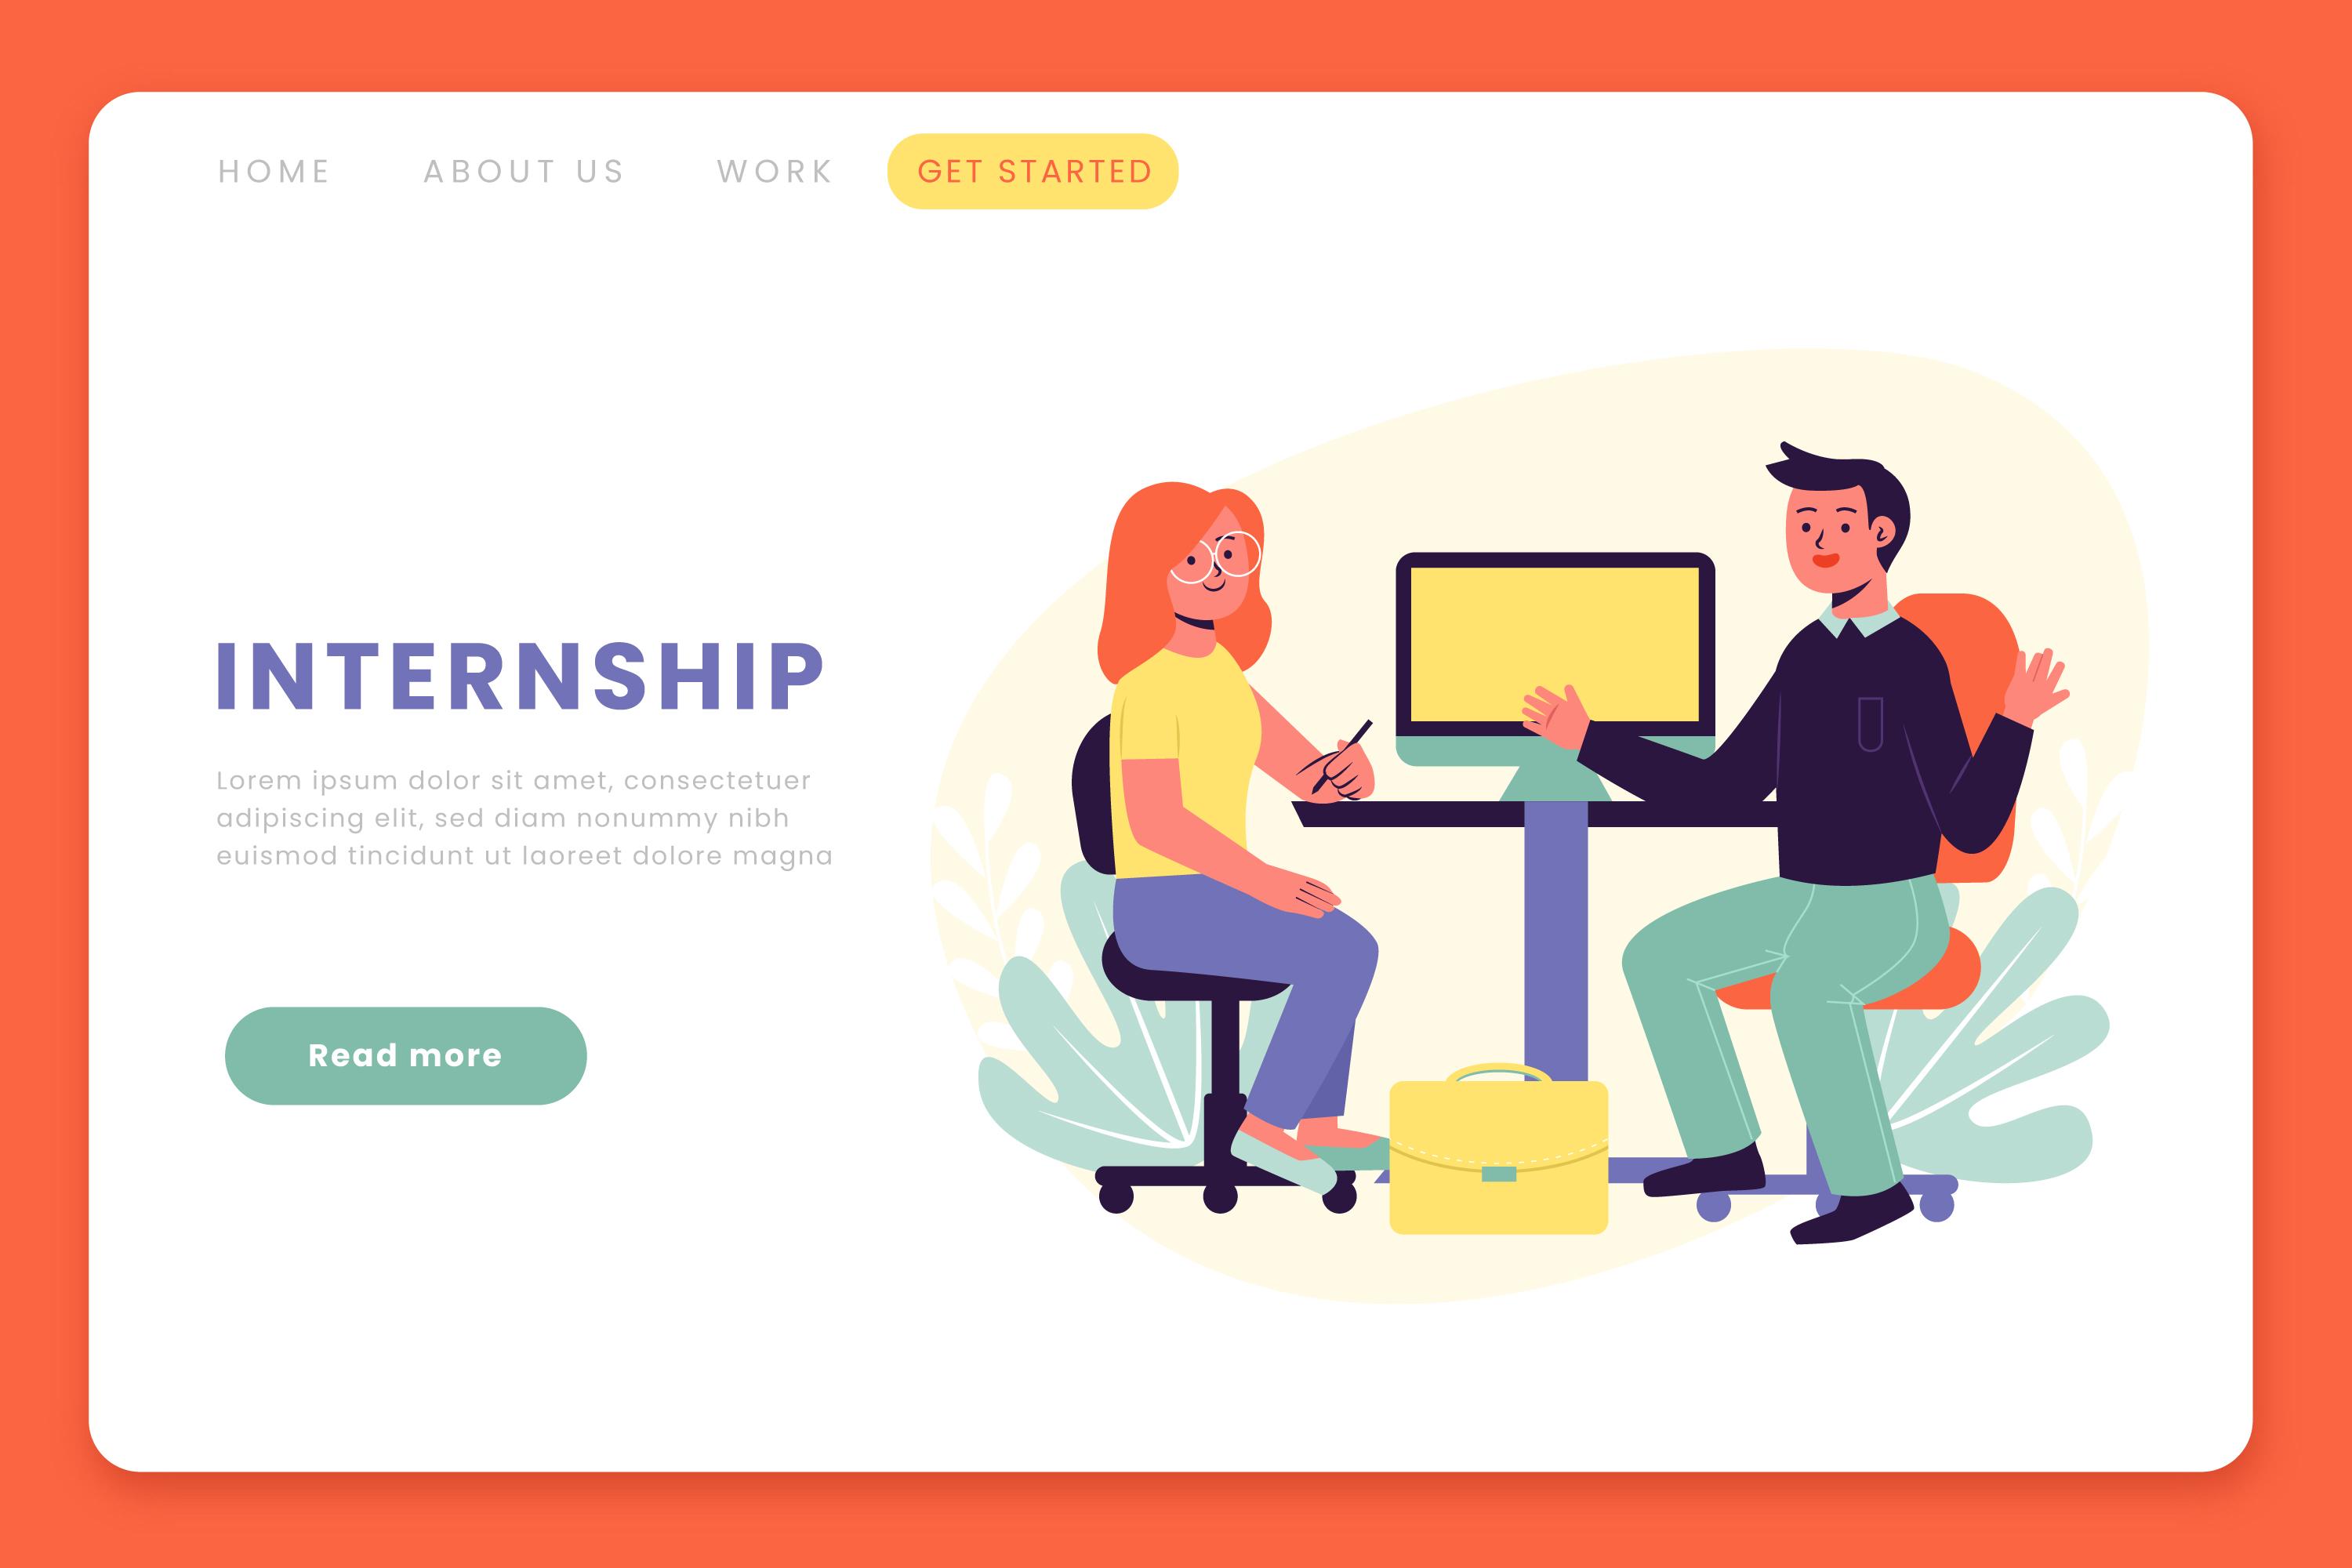 HOME ABOUT US WORK GET STARTED
INTERNSHIP
Lorem ipsum dolor sit amet, consectetuer
adipiscing elit, sed diam nonummy nibh
euismod tincidunt ut laoreet dolore magna
Read more